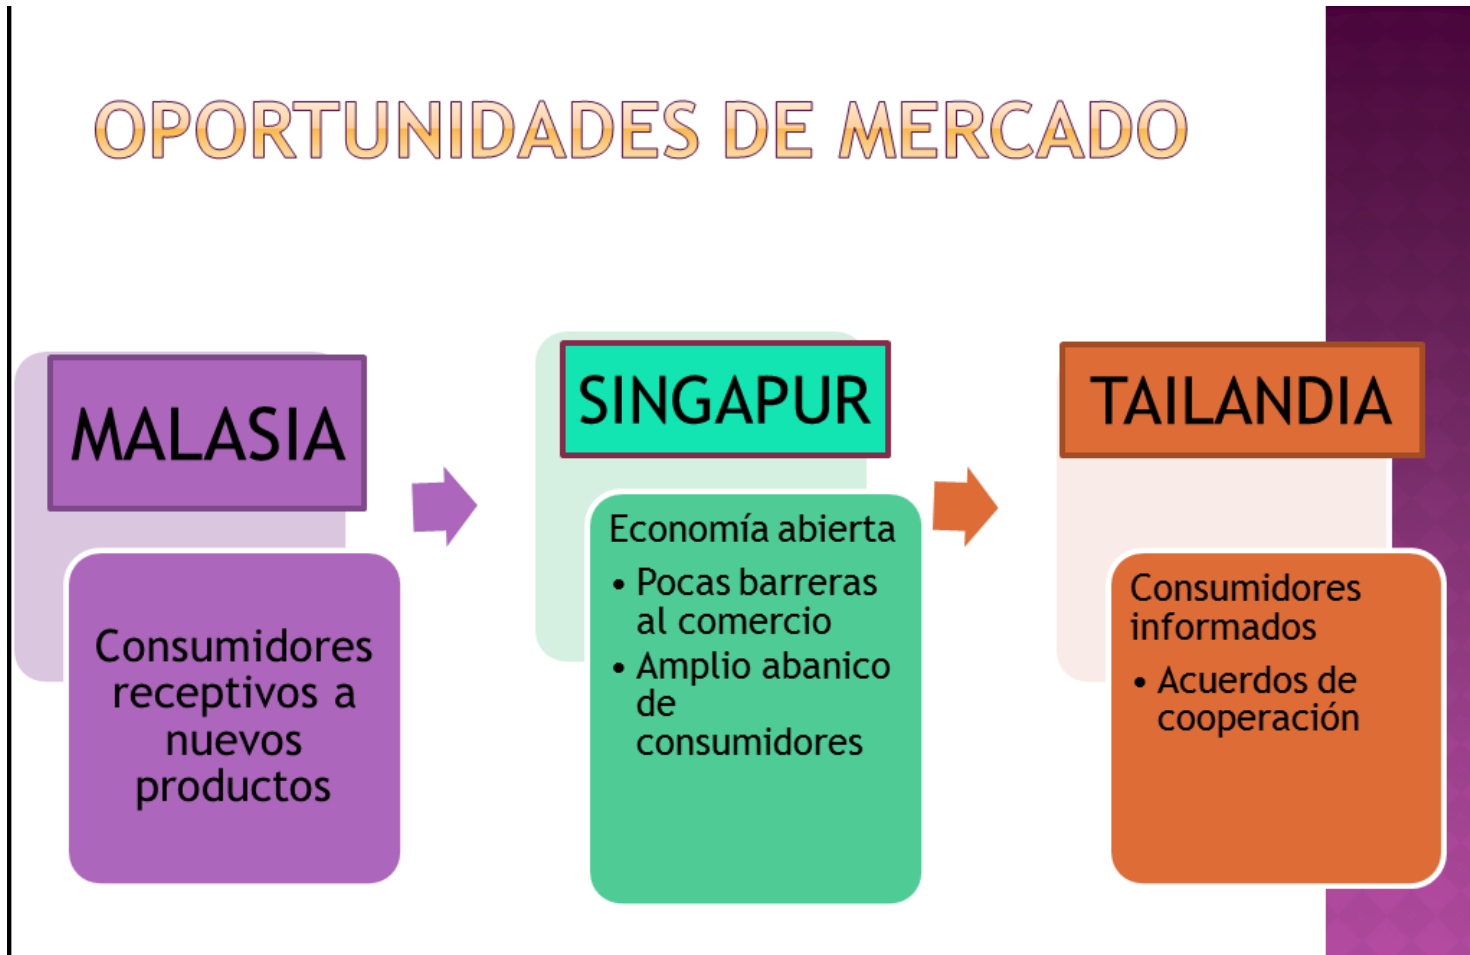 OPORTUNIDADES DE MERCADO
MALASIA
Consumidores
receptivos a
nuevos
productos
SINGAPUR
Economía abierta
• Pocas barreras
al comercio
• Amplio abanico
de
consumidores
TAILANDIA
Consumidores
informados
• Acuerdos de
cooperación